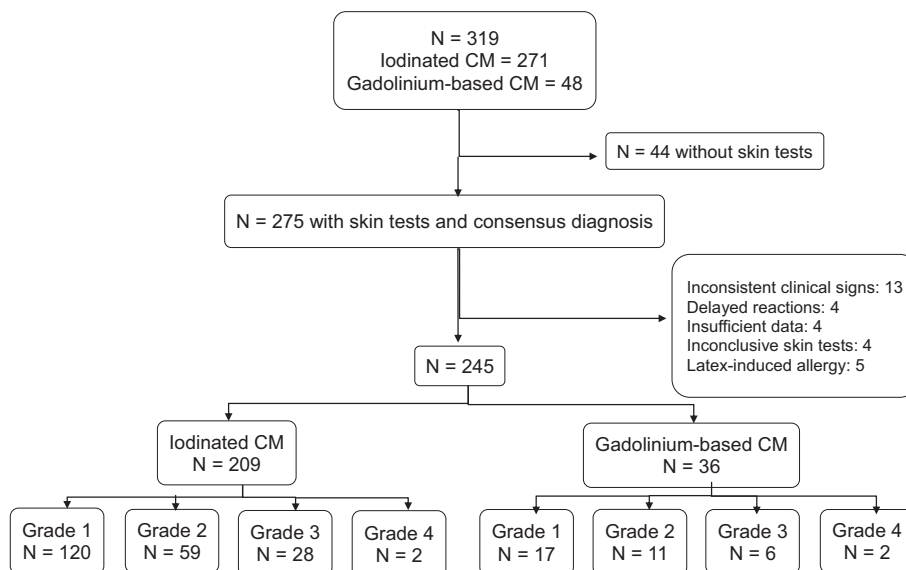 N = 319
Iodinated CM = 271
Gadolinium-based CM = 48
N = 44 without skin tests
N = 275 with skin tests and consensus diagnosis
Inconsistent clinical signs: 13
Delayed reactions: 4
Insufficient data: 4
Inconclusive skin tests: 4
Latex-induced allergy: 5
N = 245
Iodinated CM
N = 209
Gadolinium-based CM
N = 36
Grade 1
N = 120
Grade 2
N = 59
Grade 3
N = 28
Grade 4
N = 2
Grade 1
N = 17
Grade 2
N = 11
Grade 3
N = 6
Grade 4
N = 2